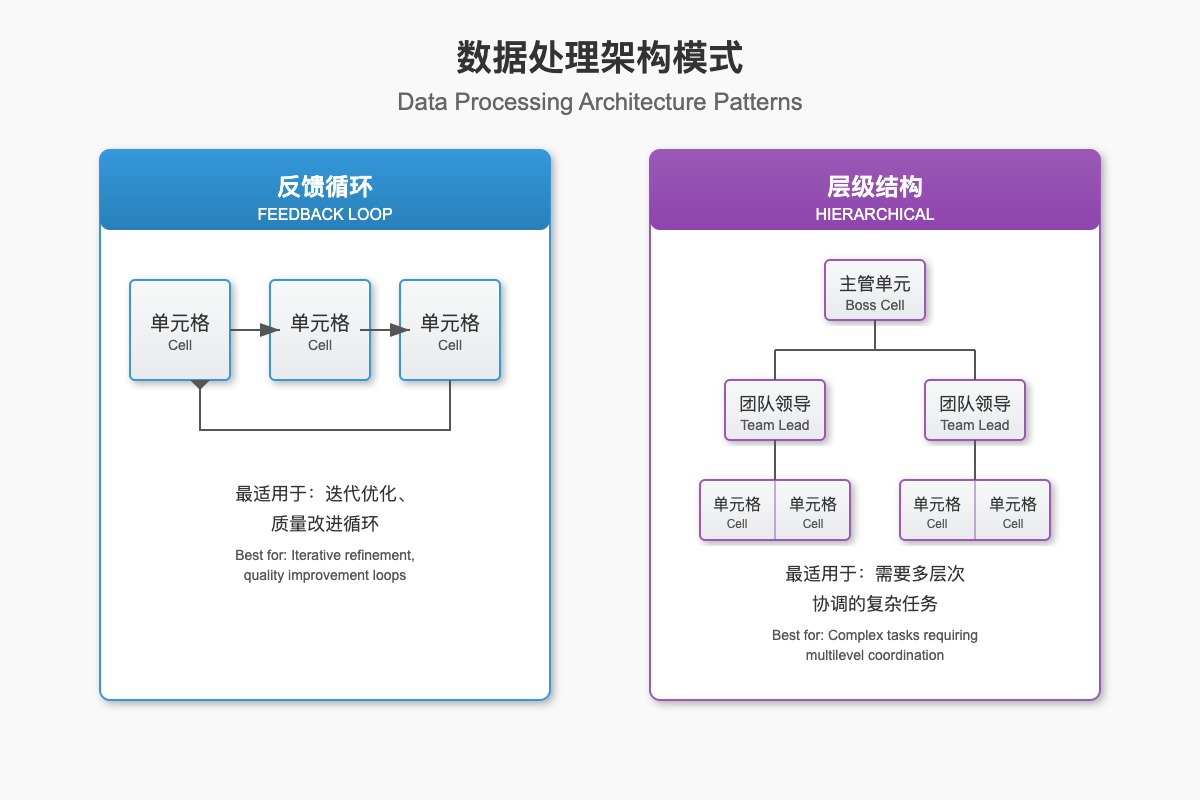 数据处理架构模式
Data Processing Architecture Patterns
反馈循环
FEEDBACK LOOP
单元格
Cell
单元格
Cell
单元格
Cell
最适用于：迭代优化、
质量改进循环
Best for: Iterative refinement,
quality improvement loops
层级结构
HIERARCHICAL
主管单元
Boss Cell
团队领导
Team Lead
团队领导
Team Lead
单元格
Cell
单元格
Cell
单元格
Cell
单元格
Cell
最适用于：需要多层次
协调的复杂任务
Best for: Complex tasks requiring
multilevel coordination